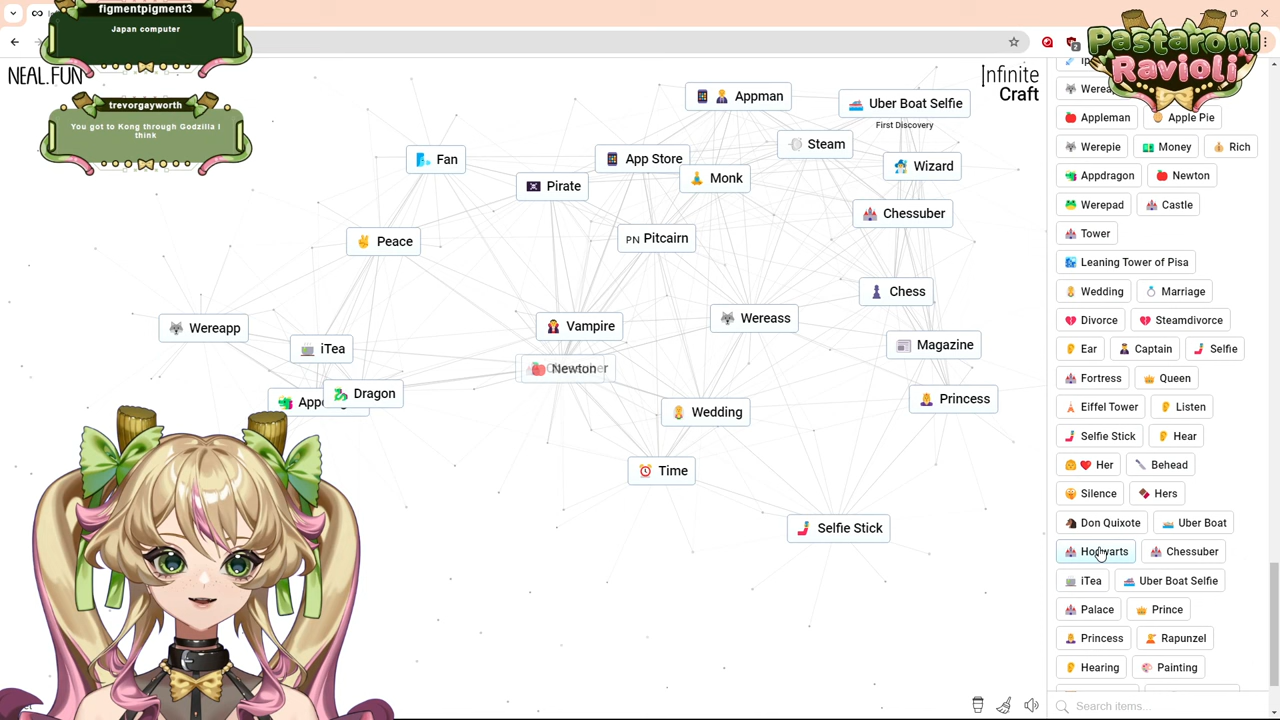 figmentpigment3
Japan computer
trevorgayworth
You got to Kong through Godzilla I
think
NEAL.FUN
Pastaroni
Ravioli
Infinite
Craft
Appman
Uber Boat Selfie
First Discovery
Fan
App Store
Steam
Wizard
Pirate
Monk
Chessuber
Peace
PN Pitcairn
Chess
Wereapp
Vampire
Wereass
iTea
Magazine
Newton
Dragon
Princess
Wedding
Time
Selfie Stick
Appleman
Apple Pie
Werepie
Money
Rich
Appdragon
Newton
Werepad
Castle
Tower
Leaning Tower of Pisa
Wedding
Marriage
Divorce
Steamdivorce
Ear
Captain
Selfie
Fortress
Queen
Eiffel Tower
Listen
Selfie Stick
Hear
Her
Behead
Silence
Hers
Don Quixote
Uber Boat
Hogwarts
Chessuber
iTea
Uber Boat Selfie
Palace
Prince
Princess
Rapunzel
Hearing
Painting
Search items...